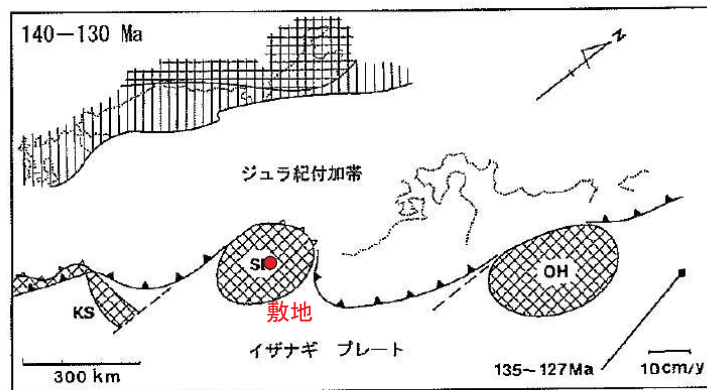 140－130 Ma
N
ジュラ紀付加帯
SI
OH
KS
敷地
イザナギ プレート
300 km
135～127Ma
10cm/y